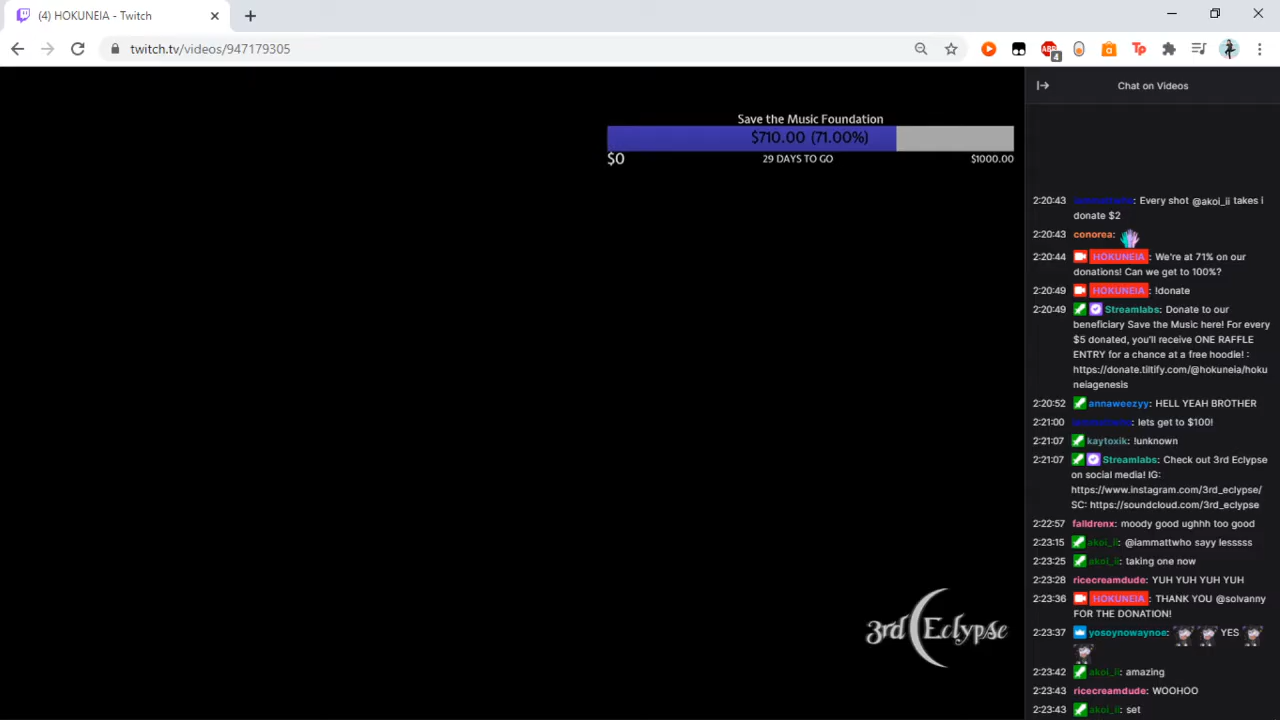 (4) HOKUNEIA - Twitch
twitch.tv/videos/947179305
4
Save the Music Foundation
$710.00 (71.00%)
$0 29 DAYS TO GO $1000.00
3rd Eclypse
Chat on Videos
2:20:43 : Every shot @akoi_ii takes i
donate $2
2:20:43 conorea:
2:20:44 HOKUNEIA : We're at 71% on our
donations! Can we get to 100%?
2:20:49 HOKUNEIA : !donate
2:20:49 Streamlabs: Donate to our
beneficiary Save the Music here! For every
$5 donated, you'll receive ONE RAFFLE
ENTRY for a chance at a free hoodie! :
https://donate.tiltify.com/@hokuneia/hoku
neiagenesis
2:20:52 annaweezyy: HELL YEAH BROTHER
2:21:00 : lets get to $100!
2:21:07 kaytoxik: !unknown
2:21:07 Streamlabs: Check out 3rd Eclypse
on social media! IG:
https://www.instagram.com/3rd_eclypse/
SC: https://soundcloud.com/3rd_eclypse
2:22:57 falldrenx: moody good ughhh too good
2:23:15 akoi_ii: @iammattwho sayy lesssss
2:23:25 akoi_ii: taking one now
2:23:28 ricecreamdude: YUH YUH YUH YUH
2:23:36 HOKUNEIA : THANK YOU @solvanny
FOR THE DONATION!
2:23:37 yosoynowaynoe: YES
2:23:42 akoi_ii: amazing
2:23:43 ricecreamdude: WOOHOO
2:23:43 akoi_ii: set